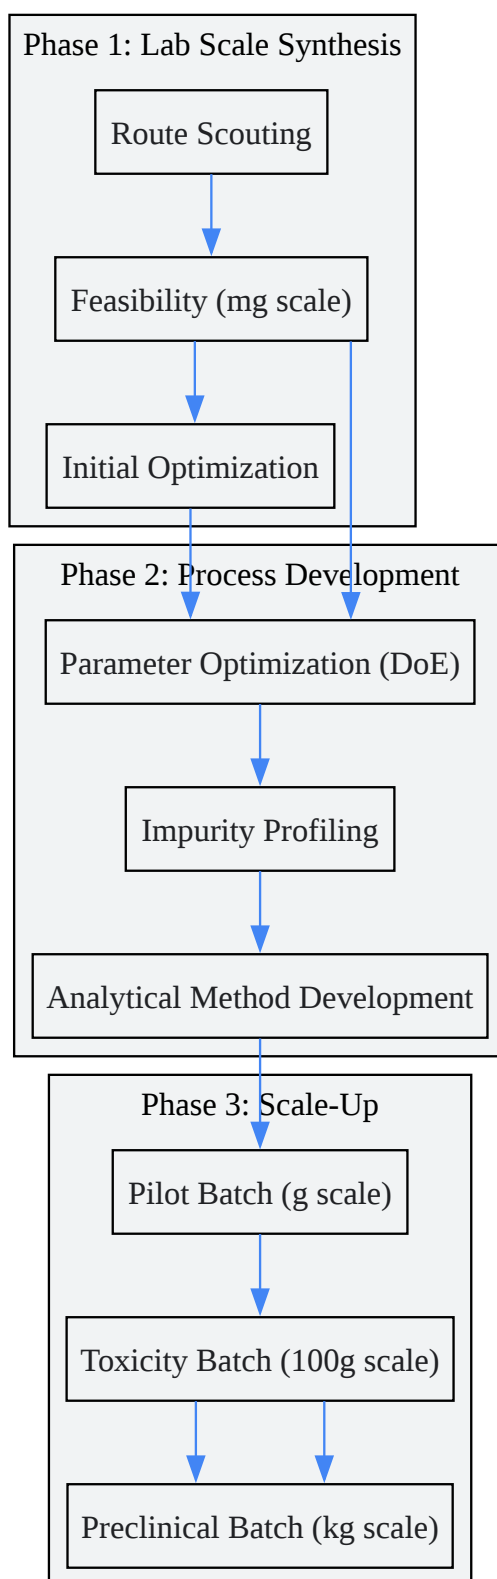 Phase 1: Lab Scale Synthesis
Route Scouting
Feasibility (mg scale)
Initial Optimization
Phase 2: Process Development
Parameter Optimization (DoE)
Impurity Profiling
Analytical Method Development
Phase 3: Scale-Up
Pilot Batch (g scale)
Toxicity Batch (100g scale)
Preclinical Batch (kg scale)